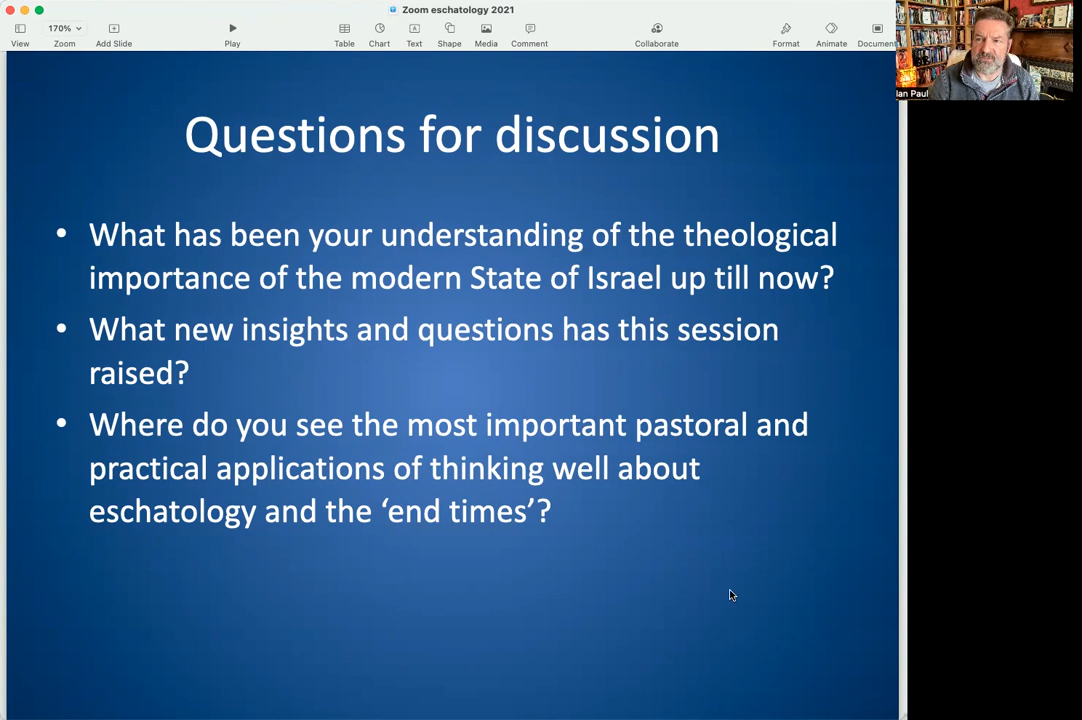 Zoom eschatology 2021
170%
View
Zoom
Add Slide
Play
Table
Chart
Text
Shape
Media
Comment
Collaborate
Format
Animate
Documen
Ian Paul
Questions for discussion
• What has been your understanding of the theological
importance of the modern State of Israel up till now?
• What new insights and questions has this session
raised?
• Where do you see the most important pastoral and
practical applications of thinking well about
eschatology and the ‘end times’?